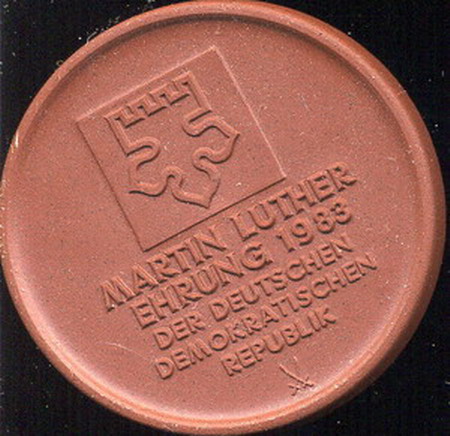 MARTIN LUTHER
EHRUNG 1983
DER DEUTSCHEN
DEMOKRATISCHEN
REPUBLIK